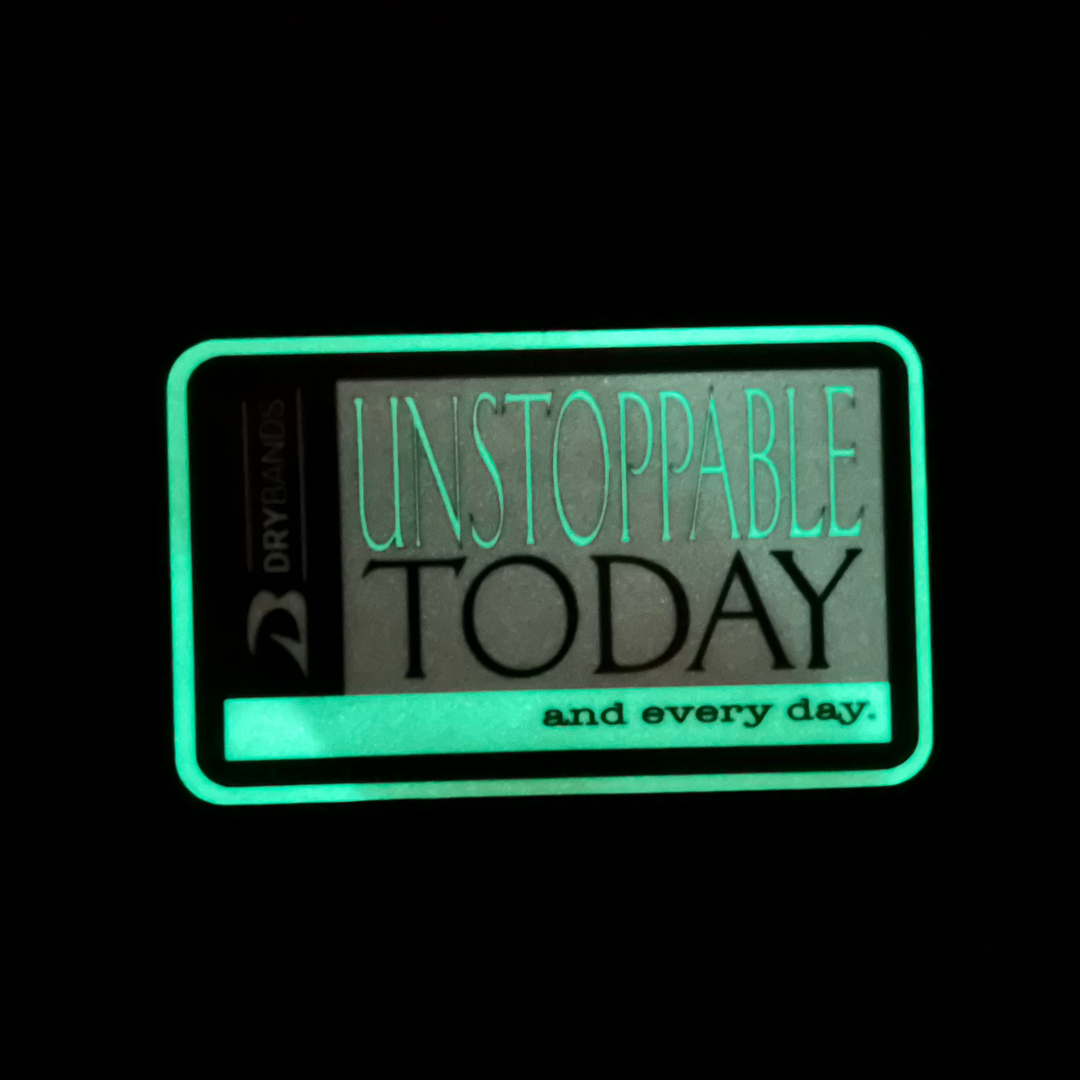 DRYBANDS
UNSTOPPABLE
TODAY
and every day.